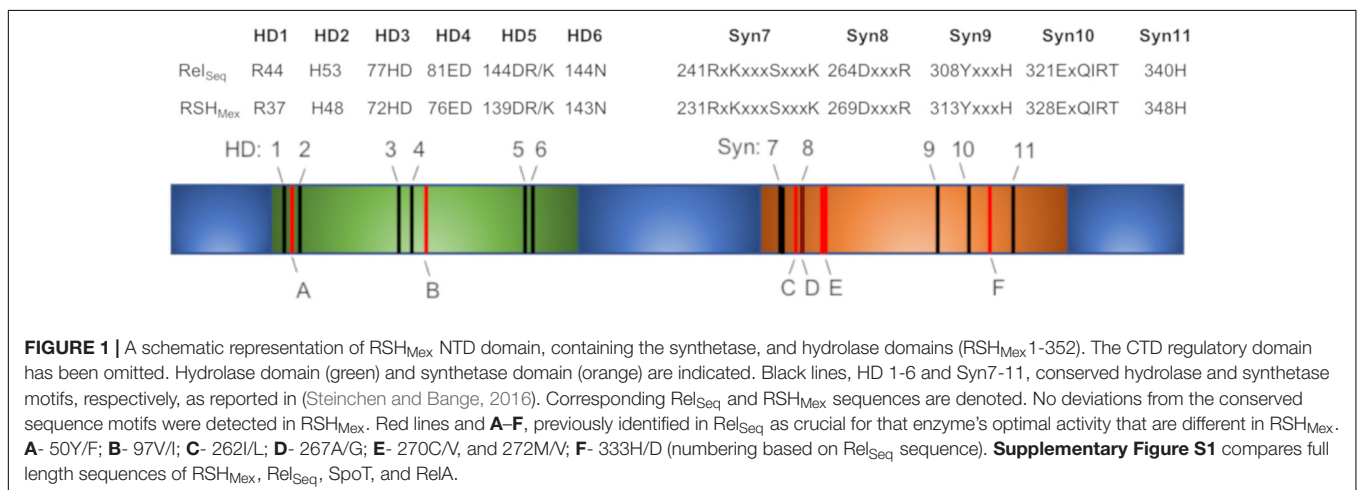 HD1 HD2 HD3 HD4 HD5 HD6 Syn7 Syn8 Syn9 Syn10 Syn11
RelSeq R44 H53 77HD 81ED 144DR/K 144N 241RxKxxxSxxxK 264DxxxR 308YxxxH 321ExQIRT 340H
RSHMex R37 H48 72HD 76ED 139DR/K 143N 231RxKxxxSxxxK 269DxxxR 313YxxxH 328ExQIRT 348H
HD: 1 2 3 4 5 6 Syn: 7 8 9 10 11
A B C D E F
FIGURE 1 | A schematic representation of RSHMex NTD domain, containing the synthetase, and hydrolase domains (RSHMex1-352). The CTD regulatory domain
has been omitted. Hydrolase domain (green) and synthetase domain (orange) are indicated. Black lines, HD 1-6 and Syn7-11, conserved hydrolase and synthetase
motifs, respectively, as reported in (Steinchen and Bange, 2016). Corresponding RelSeq and RSHMex sequences are denoted. No deviations from the conserved
sequence motifs were detected in RSHMex. Red lines and A–F, previously identified in RelSeq as crucial for that enzyme's optimal activity that are different in RSHMex.
A- 50Y/F; B- 97V/I; C- 262I/L; D- 267A/G; E- 270C/V, and 272M/V; F- 333H/D (numbering based on RelSeq sequence). Supplementary Figure S1 compares full
length sequences of RSHMex, RelSeq, SpoT, and RelA.